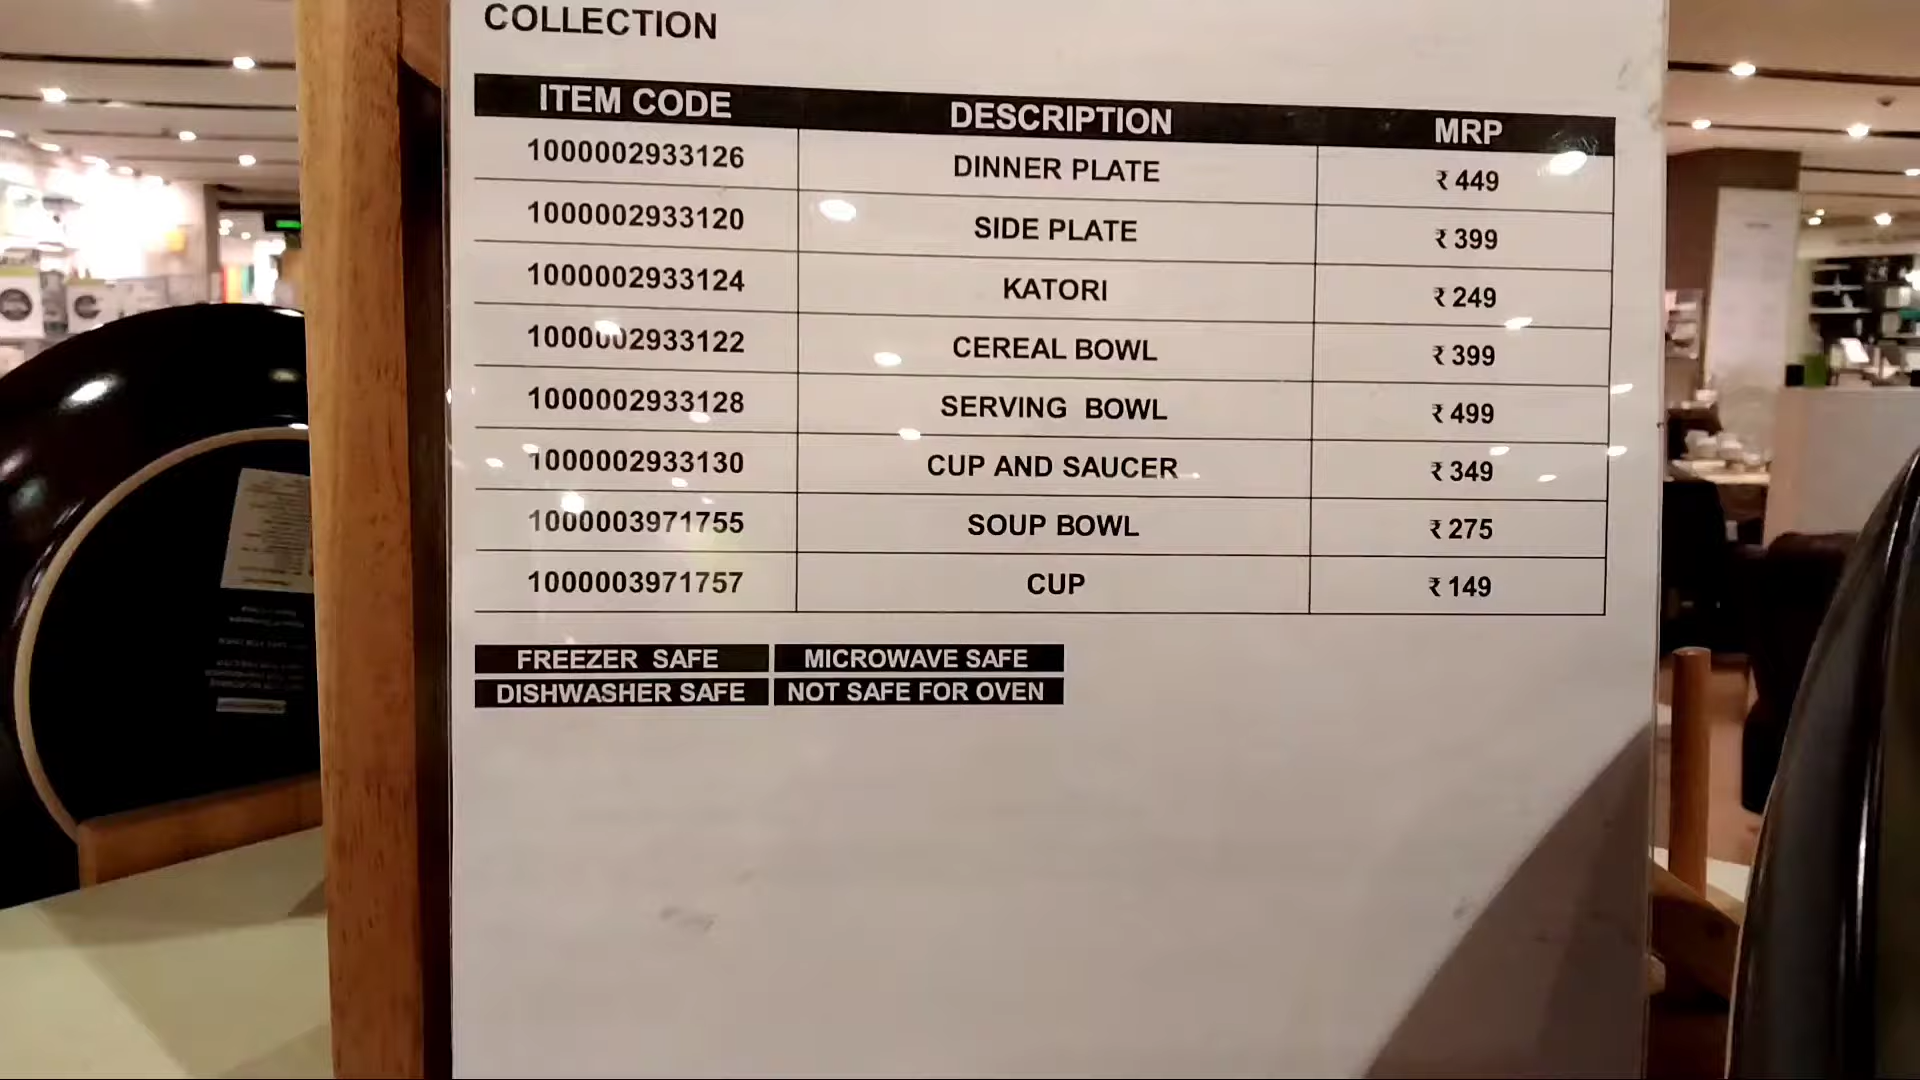 COLLECTION
ITEM CODE DESCRIPTION MRP
1000002933126 DINNER PLATE ₹ 449
1000002933120 SIDE PLATE ₹ 399
1000002933124 KATORI ₹ 249
1000002933122 CEREAL BOWL ₹ 399
1000002933128 SERVING BOWL ₹ 499
1000002933130 CUP AND SAUCER ₹ 349
1000003971755 SOUP BOWL ₹ 275
1000003971757 CUP ₹ 149
FREEZER SAFE MICROWAVE SAFE
DISHWASHER SAFE NOT SAFE FOR OVEN